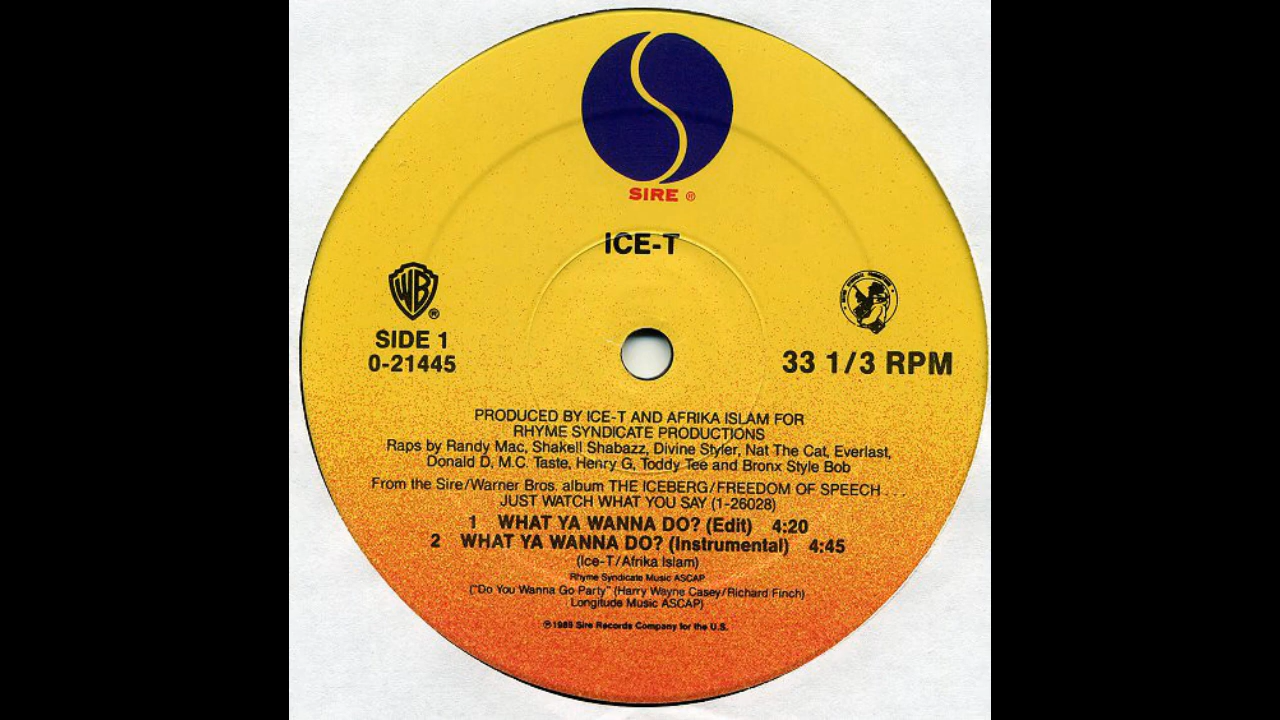 SIRE ®
ICE-T
WB ®
SIDE 1
0-21445
33 1/3 RPM
PRODUCED BY ICE-T AND AFRIKA ISLAM FOR
RHYME SYNDICATE PRODUCTIONS
Raps by Randy Mac, Shakell Shabazz, Divine Styler, Nat The Cat, Everlast,
Donald D, M.C. Taste, Henry G, Toddy Tee and Bronx Style Bob
From the Sire/Warner Bros. album THE ICEBERG/FREEDOM OF SPEECH . . .
JUST WATCH WHAT YOU SAY (1-26028)
1 WHAT YA WANNA DO? (Edit) 4:20
2 WHAT YA WANNA DO? (Instrumental) 4:45
(Ice-T/Afrika Islam)
Rhyme Syndicate Music ASCAP
("Do You Wanna Go Party" (Harry Wayne Casey/Richard Finch)
Longitude Music ASCAP)
℗1989 Sire Records Company for the U.S.